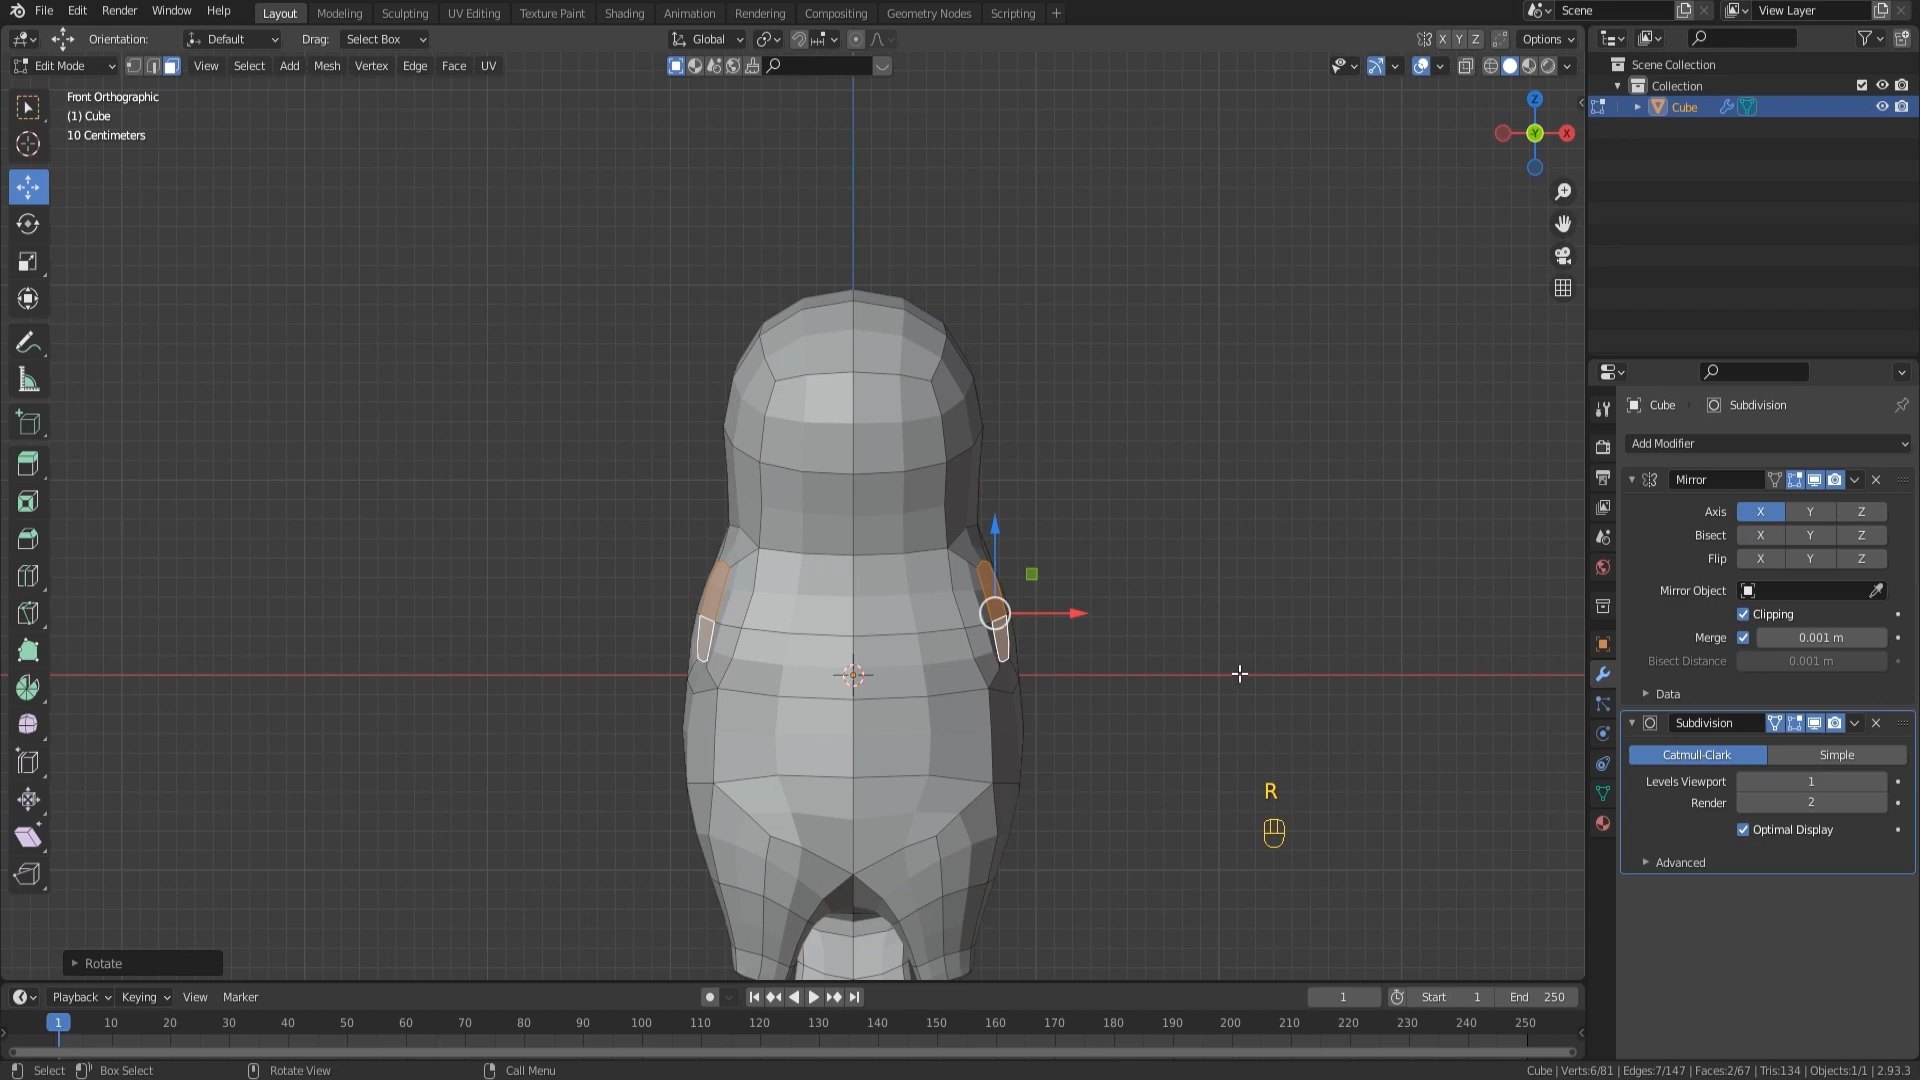 File Edit Render Window Help Layout Modeling Sculpting UV Editing Texture Paint Shading Animation Rendering Compositing Geometry Nodes Scripting + Scene View Layer
Orientation: Default Drag: Select Box Global X Y Z Options
Edit Mode View Select Add Mesh Vertex Edge Face UV
Front Orthographic
(1) Cube
10 Centimeters
Z
Y
X
R
Rotate
Scene Collection
Collection
Cube
Cube Subdivision
Add Modifier
Mirror
Axis X Y Z
Bisect X Y Z
Flip X Y Z
Mirror Object
Clipping
Merge 0.001 m
Bisect Distance 0.001 m
Data
Subdivision
Catmull-Clark Simple
Levels Viewport 1
Render 2
Optimal Display
Advanced
Playback Keying View Marker 1 Start 1 End 250
1 10 20 30 40 50 60 70 80 90 100 110 120 130 140 150 160 170 180 190 200 210 220 230 240 250
Select Box Select Rotate View Call Menu Cube | Verts:6/81 | Edges:7/147 | Faces:2/67 | Tris:134 | Objects:1/1 | 2.93.3